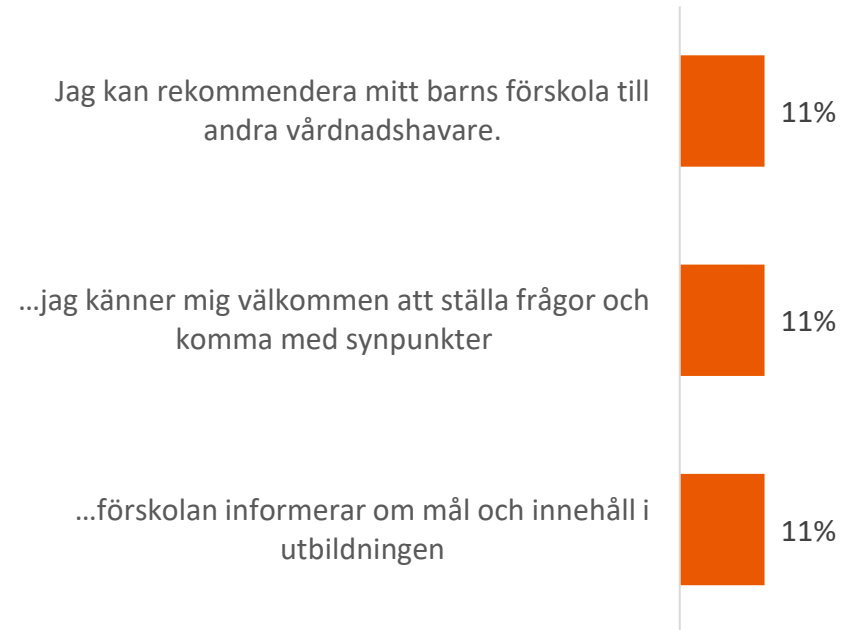 Jag kan rekommendera mitt barns förskola till
andra vårdnadshavare.
11%
…jag känner mig välkommen att ställa frågor och
komma med synpunkter
11%
…förskolan informerar om mål och innehåll i
utbildningen
11%